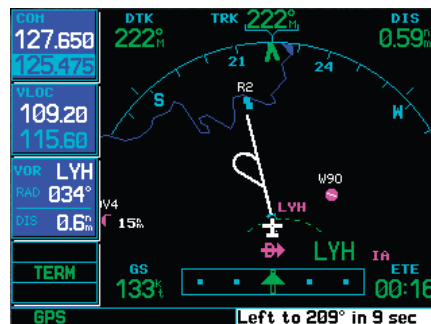 COM
127.650
125.475
VLOC
109.20
115.60
VOR LYH
RAD 034°
DIS 0.6nm
TERM
GPS
DTK
222°M
TRK 222°M
DIS
0.59nm
S
21
24
W
R2
W90
LYH
V4
15nm
D LYH IA
GS
133kt
ETE
00:16
Left to 209° in 9 sec